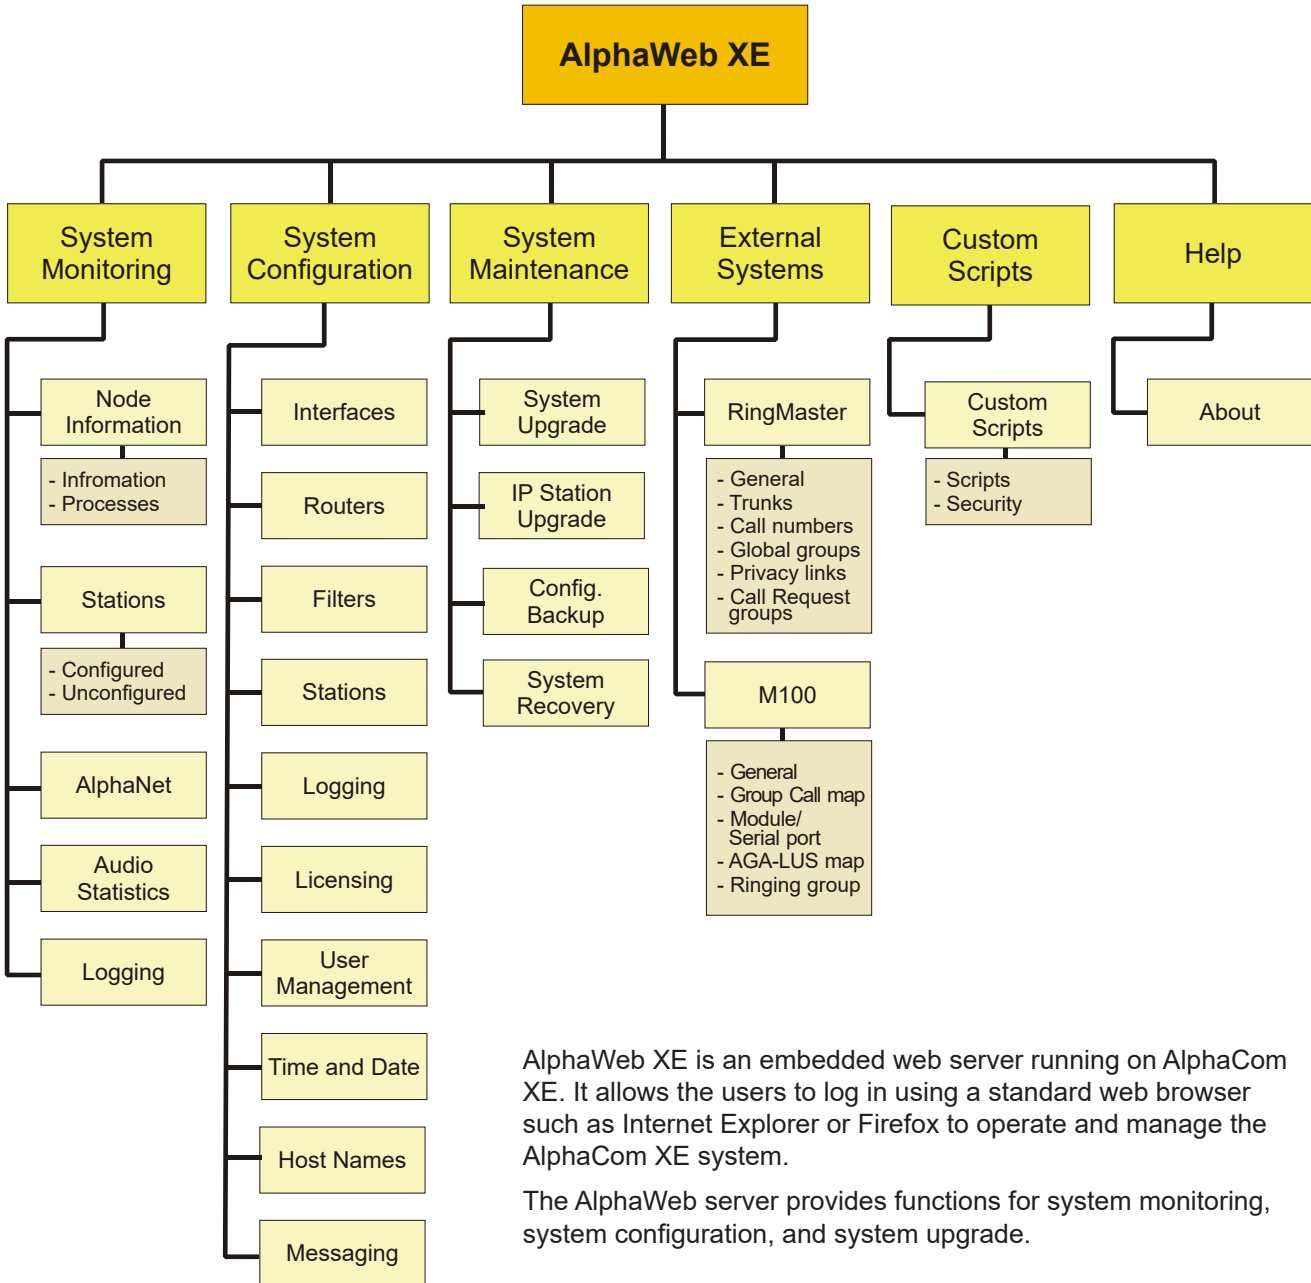 AlphaWeb XE
System
Monitoring
System
Configuration
System
Maintenance
External
Systems
Custom
Scripts
Help
Node
Information
- Infromation
- Processes
Stations
- Configured
- Unconfigured
AlphaNet
Audio
Statistics
Logging
Interfaces
Routers
Filters
Stations
Logging
Licensing
User
Management
Time and Date
Host Names
Messaging
System
Upgrade
IP Station
Upgrade
Config.
Backup
System
Recovery
RingMaster
- General
- Trunks
- Call numbers
- Global groups
- Privacy links
- Call Request
groups
M100
- General
- Group Call map
- Module/
Serial port
- AGA-LUS map
- Ringing group
Custom
Scripts
- Scripts
- Security
About
AlphaWeb XE is an embedded web server running on AlphaCom
XE. It allows the users to log in using a standard web browser
such as Internet Explorer or Firefox to operate and manage the
AlphaCom XE system.
The AlphaWeb server provides functions for system monitoring,
system configuration, and system upgrade.